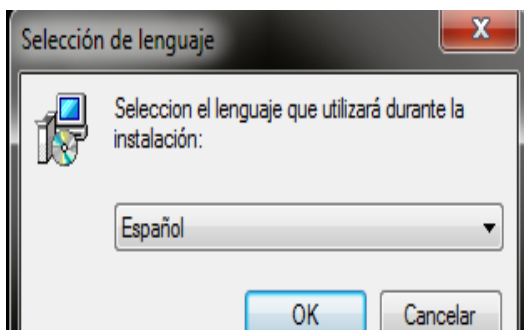 Selección de lenguaje
X
Seleccion el lenguaje que utilizará durante la
instalación:
Español
OK
Cancelar